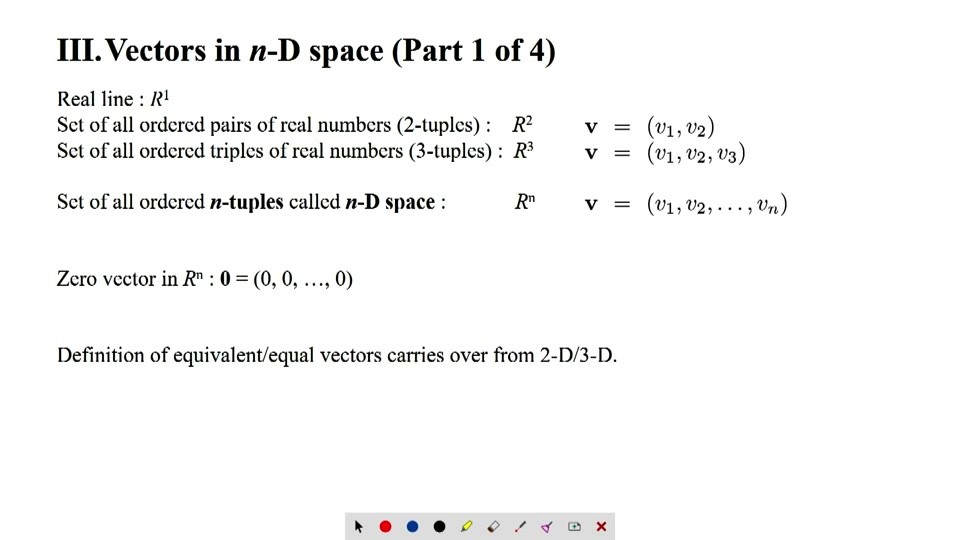 III. Vectors in n-D space (Part 1 of 4)
Real line : R¹
Set of all ordered pairs of real numbers (2-tuples) : R² v = (v₁, v₂)
Set of all ordered triples of real numbers (3-tuples) : R³ v = (v₁, v₂, v₃)
Set of all ordered n-tuples called n-D space : Rⁿ v = (v₁, v₂, . . . , vₙ)
Zero vector in Rⁿ : 0 = (0, 0, …, 0)
Definition of equivalent/equal vectors carries over from 2-D/3-D.